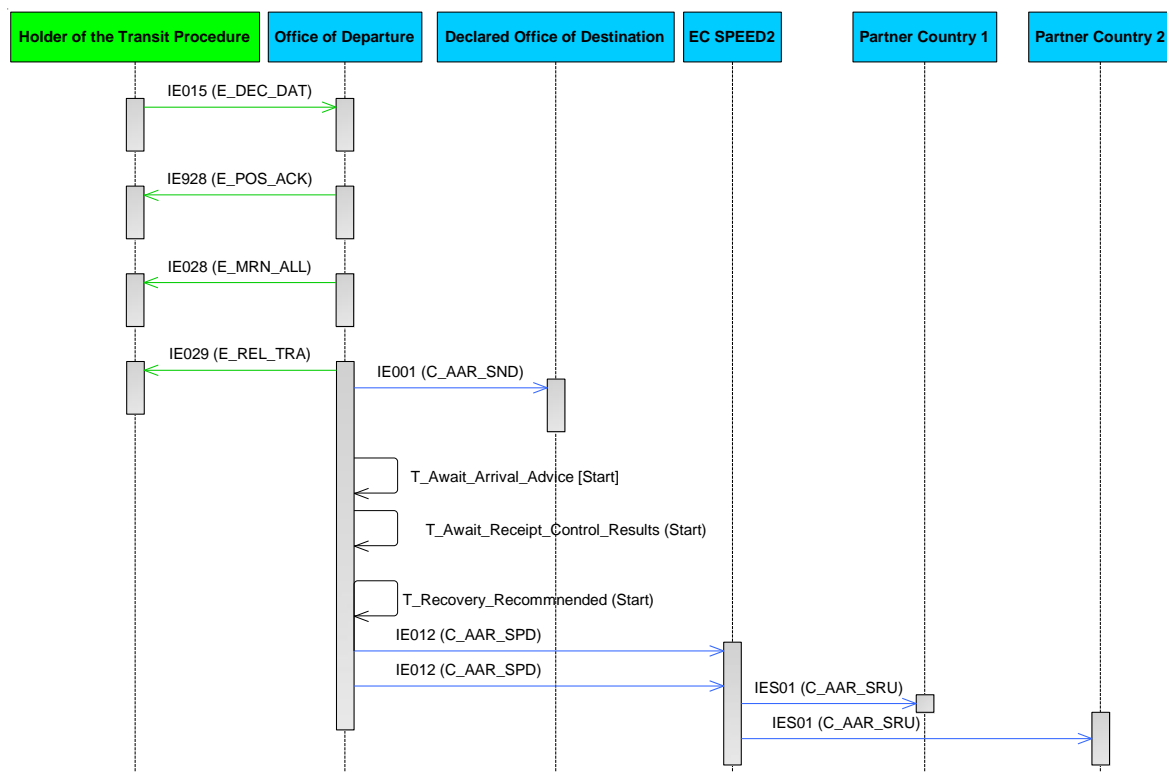 Holder of the Transit Procedure
Office of Departure
Declared Office of Destination
EC SPEED2
Partner Country 1
Partner Country 2
IE015 (E_DEC_DAT)
IE928 (E_POS_ACK)
IE028 (E_MRN_ALL)
IE029 (E_REL_TRA)
IE001 (C_AAR_SND)
T_Await_Arrival_Advice [Start]
T_Await_Receipt_Control_Results (Start)
T_Recovery_Recommnended (Start)
IE012 (C_AAR_SPD)
IE012 (C_AAR_SPD)
IES01 (C_AAR_SRU)
IES01 (C_AAR_SRU)